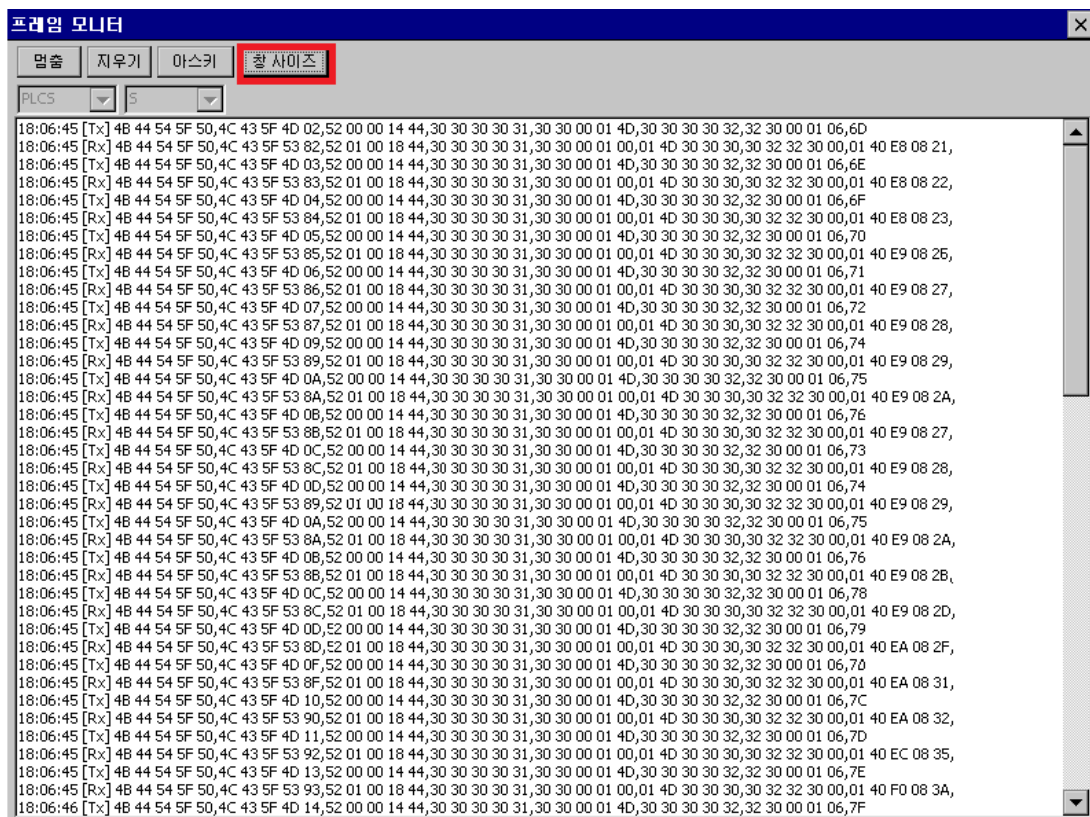 프레임 모니터
멈춤 지우기 아스키 창 사이즈
PLCS S
18:06:45 [Tx] 4B 44 54 5F 50,4C 43 5F 4D 02,52 00 00 14 44,30 30 30 30 31,30 30 00 01 4D,30 30 30 30 32,32 30 00 01 06,6D
18:06:45 [Rx] 4B 44 54 5F 50,4C 43 5F 53 82,52 01 00 18 44,30 30 30 30 31,30 30 00 01 00,01 4D 30 30 30,30 32 32 30 00,01 40 E8 08 21,
18:06:45 [Tx] 4B 44 54 5F 50,4C 43 5F 4D 03,52 00 00 14 44,30 30 30 30 31,30 30 00 01 4D,30 30 30 30 32,32 30 00 01 06,6E
18:06:45 [Rx] 4B 44 54 5F 50,4C 43 5F 53 83,52 01 00 18 44,30 30 30 30 31,30 30 00 01 00,01 4D 30 30 30,30 32 32 30 00,01 40 E8 08 22,
18:06:45 [Tx] 4B 44 54 5F 50,4C 43 5F 4D 04,52 00 00 14 44,30 30 30 30 31,30 30 00 01 4D,30 30 30 30 32,32 30 00 01 06,6F
18:06:45 [Rx] 4B 44 54 5F 50,4C 43 5F 53 84,52 01 00 18 44,30 30 30 30 31,30 30 00 01 00,01 4D 30 30 30,30 32 32 30 00,01 40 E8 08 23,
18:06:45 [Tx] 4B 44 54 5F 50,4C 43 5F 4D 05,52 00 00 14 44,30 30 30 30 31,30 30 00 01 4D,30 30 30 30 32,32 30 00 01 06,70
18:06:45 [Rx] 4B 44 54 5F 50,4C 43 5F 53 85,52 01 00 18 44,30 30 30 30 31,30 30 00 01 00,01 4D 30 30 30,30 32 32 30 00,01 40 E9 08 25,
18:06:45 [Tx] 4B 44 54 5F 50,4C 43 5F 4D 06,52 00 00 14 44,30 30 30 30 31,30 30 00 01 4D,30 30 30 30 32,32 30 00 01 06,71
18:06:45 [Rx] 4B 44 54 5F 50,4C 43 5F 53 86,52 01 00 18 44,30 30 30 30 31,30 30 00 01 00,01 4D 30 30 30,30 32 32 30 00,01 40 E9 08 27,
18:06:45 [Tx] 4B 44 54 5F 50,4C 43 5F 4D 07,52 00 00 14 44,30 30 30 30 31,30 30 00 01 4D,30 30 30 30 32,32 30 00 01 06,72
18:06:45 [Rx] 4B 44 54 5F 50,4C 43 5F 53 87,52 01 00 18 44,30 30 30 30 31,30 30 00 01 00,01 4D 30 30 30,30 32 32 30 00,01 40 E9 08 28,
18:06:45 [Tx] 4B 44 54 5F 50,4C 43 5F 4D 09,52 00 00 14 44,30 30 30 30 31,30 30 00 01 4D,30 30 30 30 32,32 30 00 01 06,74
18:06:45 [Rx] 4B 44 54 5F 50,4C 43 5F 53 89,52 01 00 18 44,30 30 30 30 31,30 30 00 01 00,01 4D 30 30 30,30 32 32 30 00,01 40 E9 08 29,
18:06:45 [Tx] 4B 44 54 5F 50,4C 43 5F 4D 0A,52 00 00 14 44,30 30 30 30 31,30 30 00 01 4D,30 30 30 30 32,32 30 00 01 06,75
18:06:45 [Rx] 4B 44 54 5F 50,4C 43 5F 53 8A,52 01 00 18 44,30 30 30 30 31,30 30 00 01 00,01 4D 30 30 30,30 32 32 30 00,01 40 E9 08 2A,
18:06:45 [Tx] 4B 44 54 5F 50,4C 43 5F 4D 0B,52 00 00 14 44,30 30 30 30 31,30 30 00 01 4D,30 30 30 30 32,32 30 00 01 06,76
18:06:45 [Rx] 4B 44 54 5F 50,4C 43 5F 53 8B,52 01 00 18 44,30 30 30 30 31,30 30 00 01 00,01 4D 30 30 30,30 32 32 30 00,01 40 E9 08 27,
18:06:45 [Tx] 4B 44 54 5F 50,4C 43 5F 4D 0C,52 00 00 14 44,30 30 30 30 31,30 30 00 01 4D,30 30 30 30 32,32 30 00 01 06,73
18:06:45 [Rx] 4B 44 54 5F 50,4C 43 5F 53 8C,52 01 00 18 44,30 30 30 30 31,30 30 00 01 00,01 4D 30 30 30,30 32 32 30 00,01 40 E9 08 28,
18:06:45 [Tx] 4B 44 54 5F 50,4C 43 5F 4D 0D,52 00 00 14 44,30 30 30 30 31,30 30 00 01 4D,30 30 30 30 32,32 30 00 01 06,74
18:06:45 [Rx] 4B 44 54 5F 50,4C 43 5F 53 89,52 01 00 18 44,30 30 30 30 31,30 30 00 01 00,01 4D 30 30 30,30 32 32 30 00,01 40 E9 08 29,
18:06:45 [Tx] 4B 44 54 5F 50,4C 43 5F 4D 0A,52 00 00 14 44,30 30 30 30 31,30 30 00 01 4D,30 30 30 30 32,32 30 00 01 06,75
18:06:45 [Rx] 4B 44 54 5F 50,4C 43 5F 53 8A,52 01 00 18 44,30 30 30 30 31,30 30 00 01 00,01 4D 30 30 30,30 32 32 30 00,01 40 E9 08 2A,
18:06:45 [Tx] 4B 44 54 5F 50,4C 43 5F 4D 0B,52 00 00 14 44,30 30 30 30 31,30 30 00 01 4D,30 30 30 30 32,32 30 00 01 06,76
18:06:45 [Rx] 4B 44 54 5F 50,4C 43 5F 53 8B,52 01 00 18 44,30 30 30 30 31,30 30 00 01 00,01 4D 30 30 30,30 32 32 30 00,01 40 E9 08 2B,
18:06:45 [Tx] 4B 44 54 5F 50,4C 43 5F 4D 0C,52 00 00 14 44,30 30 30 30 31,30 30 00 01 4D,30 30 30 30 32,32 30 00 01 06,78
18:06:45 [Rx] 4B 44 54 5F 50,4C 43 5F 53 8C,52 01 00 18 44,30 30 30 30 31,30 30 00 01 00,01 4D 30 30 30,30 32 32 30 00,01 40 E9 08 2D,
18:06:45 [Tx] 4B 44 54 5F 50,4C 43 5F 4D 0D,52 00 00 14 44,30 30 30 30 31,30 30 00 01 4D,30 30 30 30 32,32 30 00 01 06,79
18:06:45 [Rx] 4B 44 54 5F 50,4C 43 5F 53 8D,52 01 00 18 44,30 30 30 30 31,30 30 00 01 00,01 4D 30 30 30,30 32 32 30 00,01 40 EA 08 2F,
18:06:45 [Tx] 4B 44 54 5F 50,4C 43 5F 4D 0F,52 00 00 14 44,30 30 30 30 31,30 30 00 01 4D,30 30 30 30 32,32 30 00 01 06,7A
18:06:45 [Rx] 4B 44 54 5F 50,4C 43 5F 53 8F,52 01 00 18 44,30 30 30 30 31,30 30 00 01 00,01 4D 30 30 30,30 32 32 30 00,01 40 EA 08 31,
18:06:45 [Tx] 4B 44 54 5F 50,4C 43 5F 4D 10,52 00 00 14 44,30 30 30 30 31,30 30 00 01 4D,30 30 30 30 32,32 30 00 01 06,7C
18:06:45 [Rx] 4B 44 54 5F 50,4C 43 5F 53 90,52 01 00 18 44,30 30 30 30 31,30 30 00 01 00,01 4D 30 30 30,30 32 32 30 00,01 40 EA 08 32,
18:06:45 [Tx] 4B 44 54 5F 50,4C 43 5F 4D 11,52 00 00 14 44,30 30 30 30 31,30 30 00 01 4D,30 30 30 30 32,32 30 00 01 06,7D
18:06:45 [Rx] 4B 44 54 5F 50,4C 43 5F 53 92,52 01 00 18 44,30 30 30 30 31,30 30 00 01 00,01 4D 30 30 30,30 32 32 30 00,01 40 EC 08 35,
18:06:45 [Tx] 4B 44 54 5F 50,4C 43 5F 4D 13,52 00 00 14 44,30 30 30 30 31,30 30 00 01 4D,30 30 30 30 32,32 30 00 01 06,7E
18:06:45 [Rx] 4B 44 54 5F 50,4C 43 5F 53 93,52 01 00 18 44,30 30 30 30 31,30 30 00 01 00,01 4D 30 30 30,30 32 32 30 00,01 40 F0 08 3A,
18:06:46 [Tx] 4B 44 54 5F 50,4C 43 5F 4D 14,52 00 00 14 44,30 30 30 30 31,30 30 00 01 4D,30 30 30 30 32,32 30 00 01 06,7F